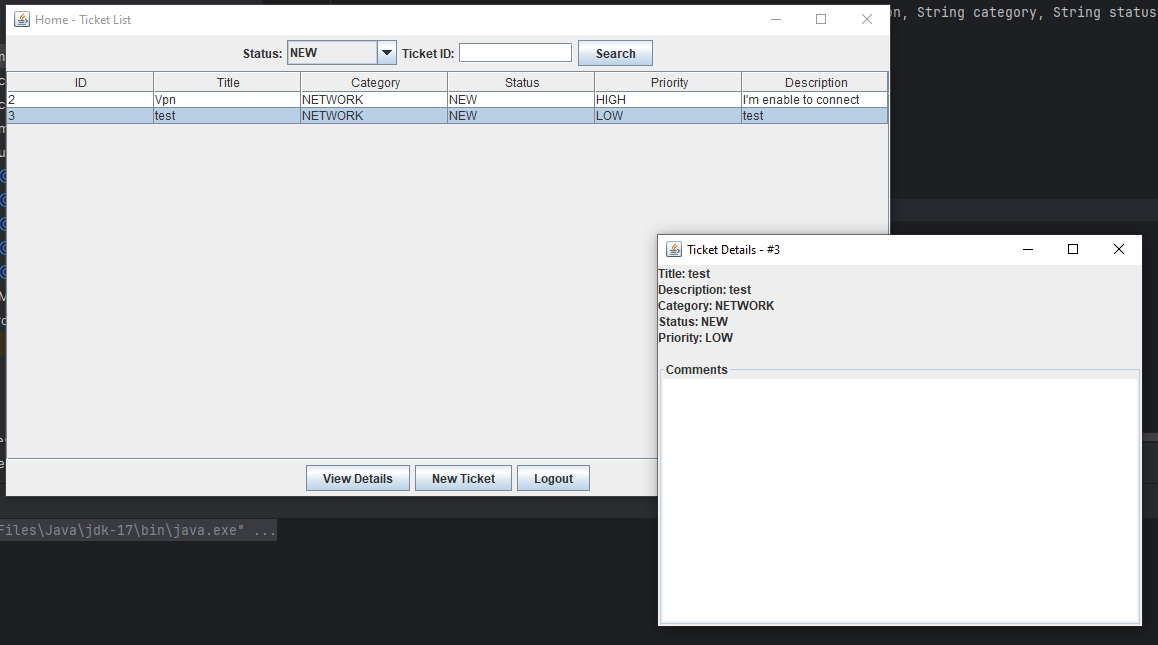 Home - Ticket List
n, String category, String status
Status: NEW Ticket ID: Search
ID Title Category Status Priority Description
2 Vpn NETWORK NEW HIGH I'm enable to connect
3 test NETWORK NEW LOW test
Ticket Details - #3
Title: test
Description: test
Category: NETWORK
Status: NEW
Priority: LOW
Comments
View Details New Ticket Logout
Files\Java\jdk-17\bin\java.exe" ...